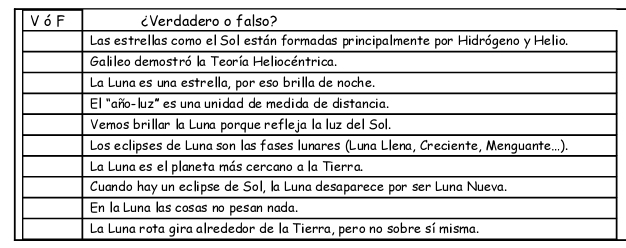 V ó F ¿Verdadero o falso?
Las estrellas como el Sol están formadas principalmente por Hidrógeno y Helio.
Galileo demostró la Teoría Heliocéntrica.
La Luna es una estrella, por eso brilla de noche.
El "año-luz" es una unidad de medida de distancia.
Vemos brillar la Luna porque refleja la luz del Sol.
Los eclipses de Luna son las fases lunares (Luna Llena, Creciente, Menguante...).
La Luna es el planeta más cercano a la Tierra.
Cuando hay un eclipse de Sol, la Luna desaparece por ser Luna Nueva.
En la Luna las cosas no pesan nada.
La Luna rota gira alrededor de la Tierra, pero no sobre sí misma.